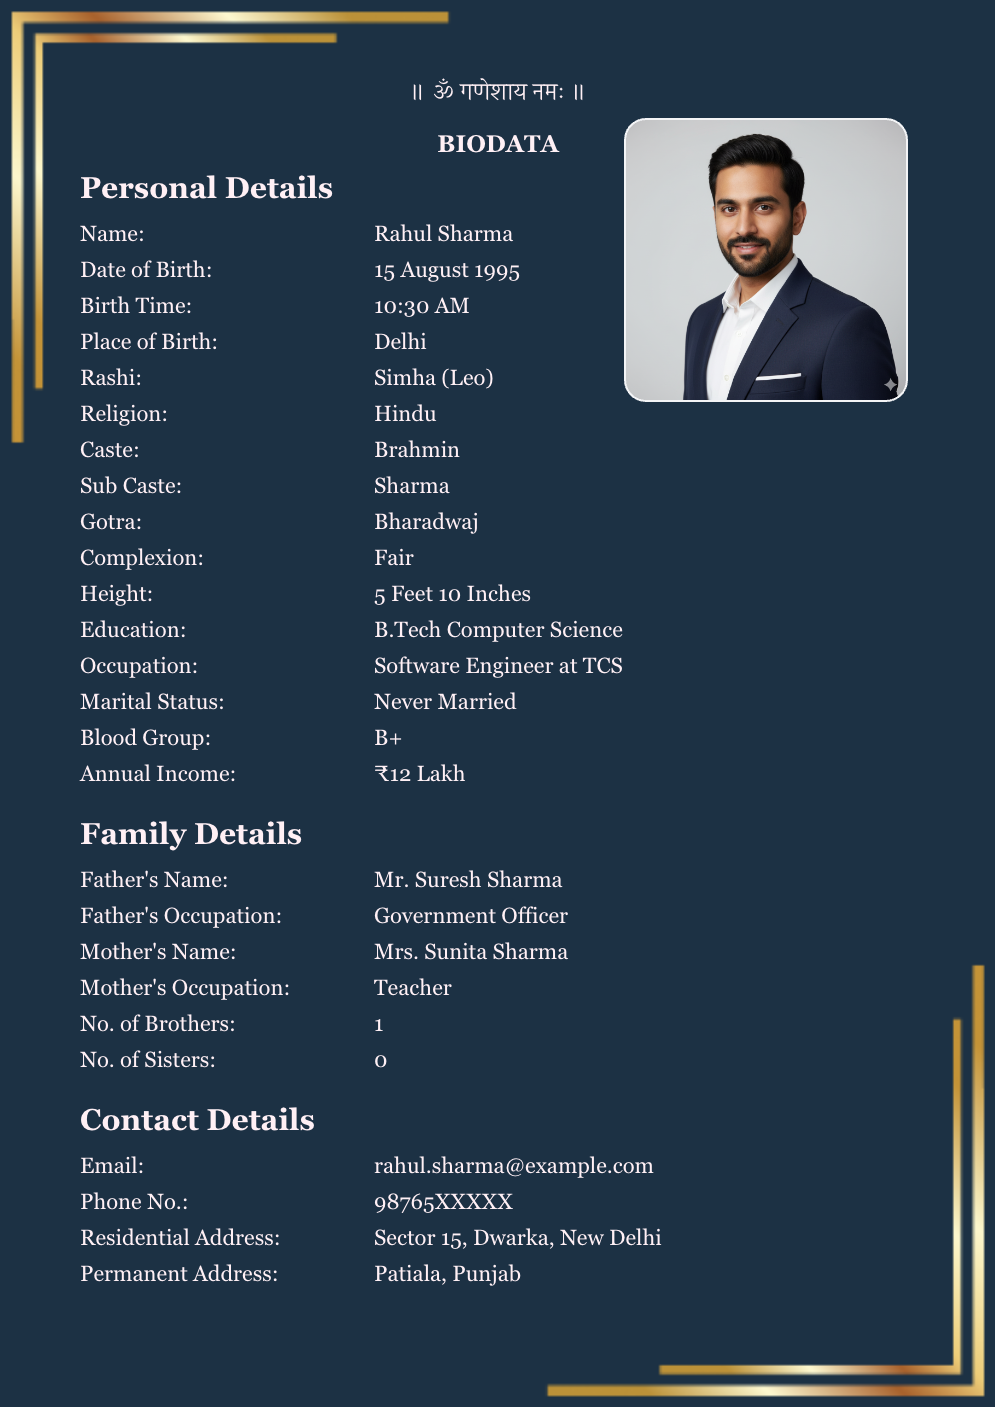 ॥ ॐ गणेशाय नमः ॥
BIODATA
Personal Details
Name: Rahul Sharma
Date of Birth: 15 August 1995
Birth Time: 10:30 AM
Place of Birth: Delhi
Rashi: Simha (Leo)
Religion: Hindu
Caste: Brahmin
Sub Caste: Sharma
Gotra: Bharadwaj
Complexion: Fair
Height: 5 Feet 10 Inches
Education: B.Tech Computer Science
Occupation: Software Engineer at TCS
Marital Status: Never Married
Blood Group: B+
Annual Income: ₹12 Lakh
Family Details
Father's Name: Mr. Suresh Sharma
Father's Occupation: Government Officer
Mother's Name: Mrs. Sunita Sharma
Mother's Occupation: Teacher
No. of Brothers: 1
No. of Sisters: 0
Contact Details
Email: rahul.sharma@example.com
Phone No.: 98765XXXXX
Residential Address: Sector 15, Dwarka, New Delhi
Permanent Address: Patiala, Punjab